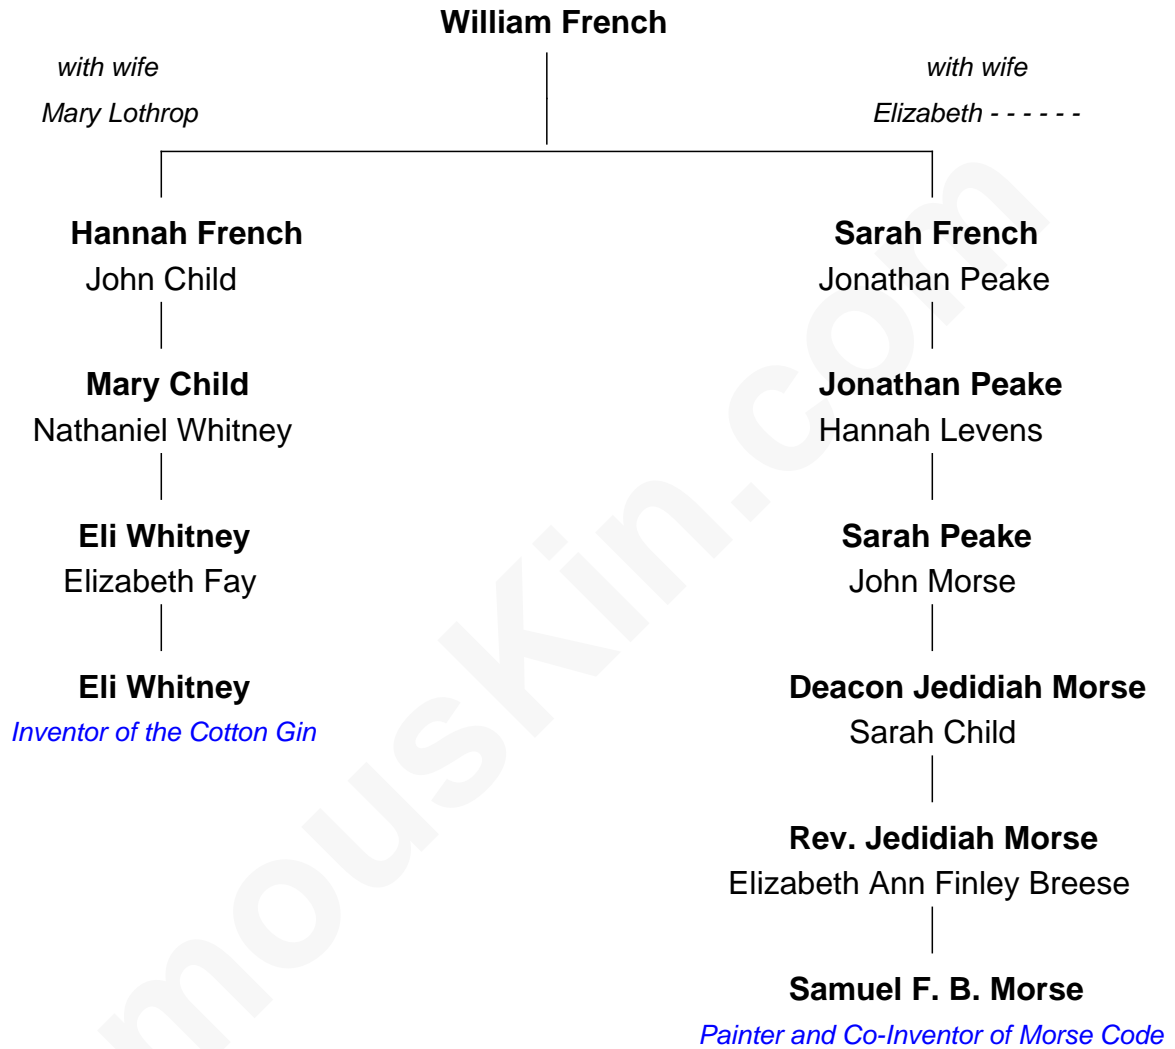 William French
with wife
Mary Lothrop
with wife
Elizabeth - - - - - -
Hannah French
John Child
Sarah French
Jonathan Peake
Mary Child
Nathaniel Whitney
Jonathan Peake
Hannah Levens
Eli Whitney
Elizabeth Fay
Sarah Peake
John Morse
Eli Whitney
Inventor of the Cotton Gin
Deacon Jedidiah Morse
Sarah Child
Rev. Jedidiah Morse
Elizabeth Ann Finley Breese
Samuel F. B. Morse
Painter and Co-Inventor of Morse Code
mouskin.com